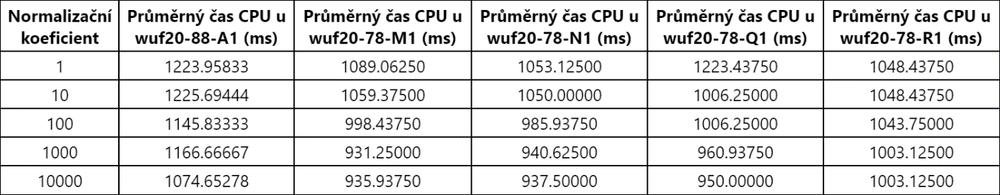 Normalizační koeficient Průměrný čas CPU u wuf20-88-A1 (ms) Průměrný čas CPU u wuf20-78-M1 (ms) Průměrný čas CPU u wuf20-78-N1 (ms) Průměrný čas CPU u wuf20-78-Q1 (ms) Průměrný čas CPU u wuf20-78-R1 (ms)
1 1223.95833 1089.06250 1053.12500 1223.43750 1048.43750
10 1225.69444 1059.37500 1050.00000 1006.25000 1048.43750
100 1145.83333 998.43750 985.93750 1006.25000 1043.75000
1000 1166.66667 931.25000 940.62500 960.93750 1003.12500
10000 1074.65278 935.93750 937.50000 950.00000 1003.12500